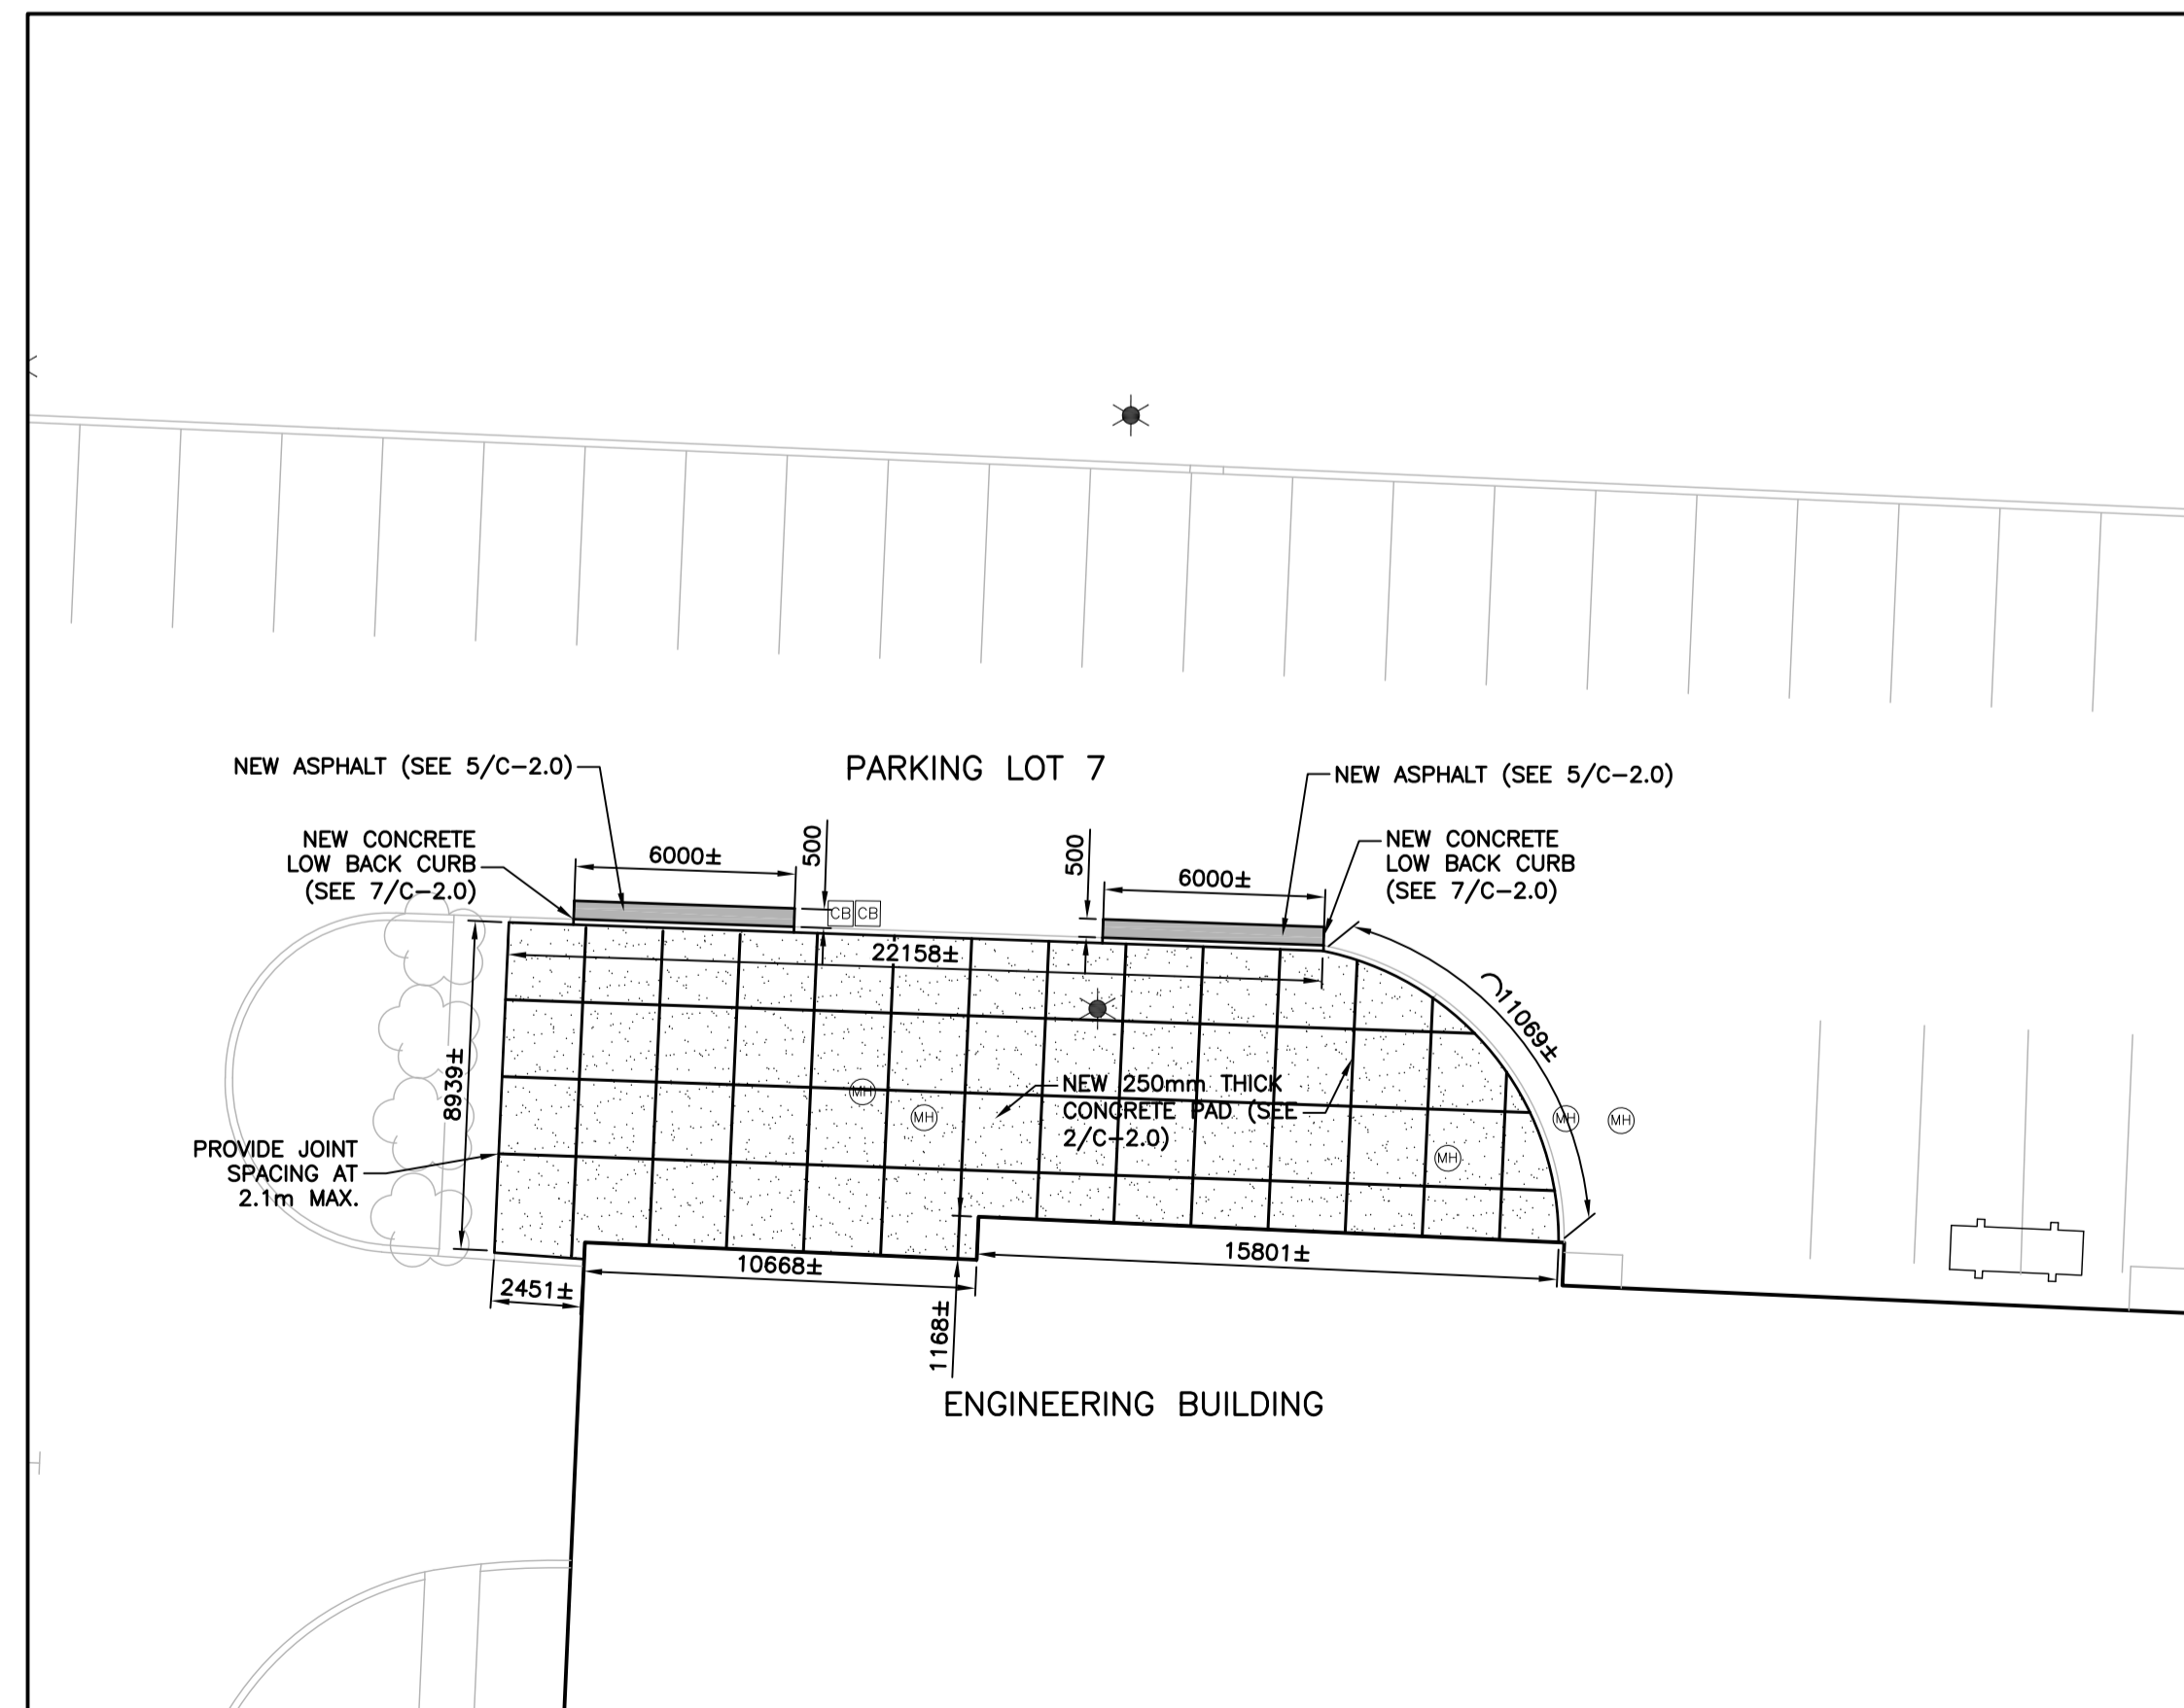 NEW ASPHALT (SEE 5/C-2.0)
PARKING LOT 7
NEW ASPHALT (SEE 5/C-2.0)
NEW CONCRETE
LOW BACK CURB
(SEE 7/C-2.0)
6000±
500
500
6000±
NEW CONCRETE
LOW BACK CURB
(SEE 7/C-2.0)
CB CB
22158±
11069±
8939±
NEW 250mm THICK
CONCRETE PAD (SEE
2/C-2.0)
MH
MH
MH
MH
MH
PROVIDE JOINT
SPACING AT
2.1m MAX.
2451±
10668±
15801±
1168±
ENGINEERING BUILDING